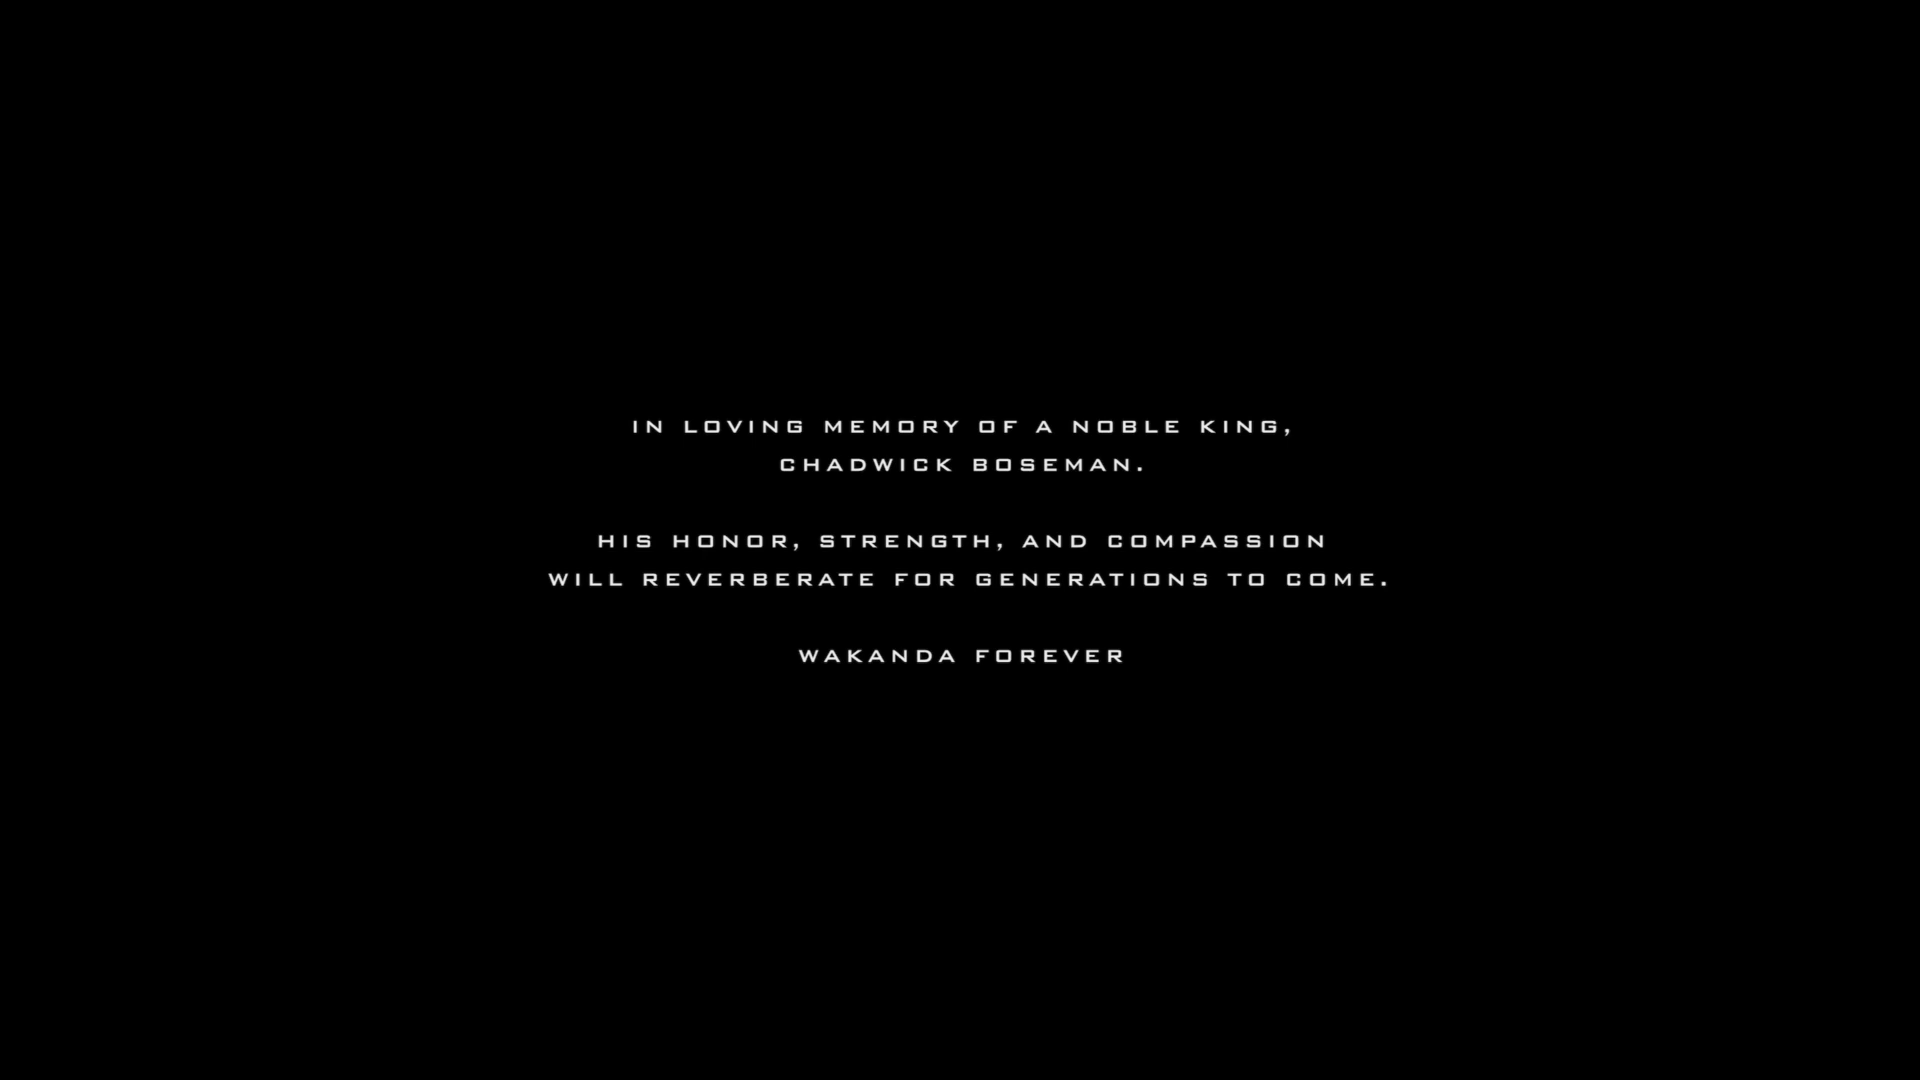 IN LOVING MEMORY OF A NOBLE KING,
CHADWICK BOSEMAN.
HIS HONOR, STRENGTH, AND COMPASSION
WILL REVERBERATE FOR GENERATIONS TO COME.
WAKANDA FOREVER